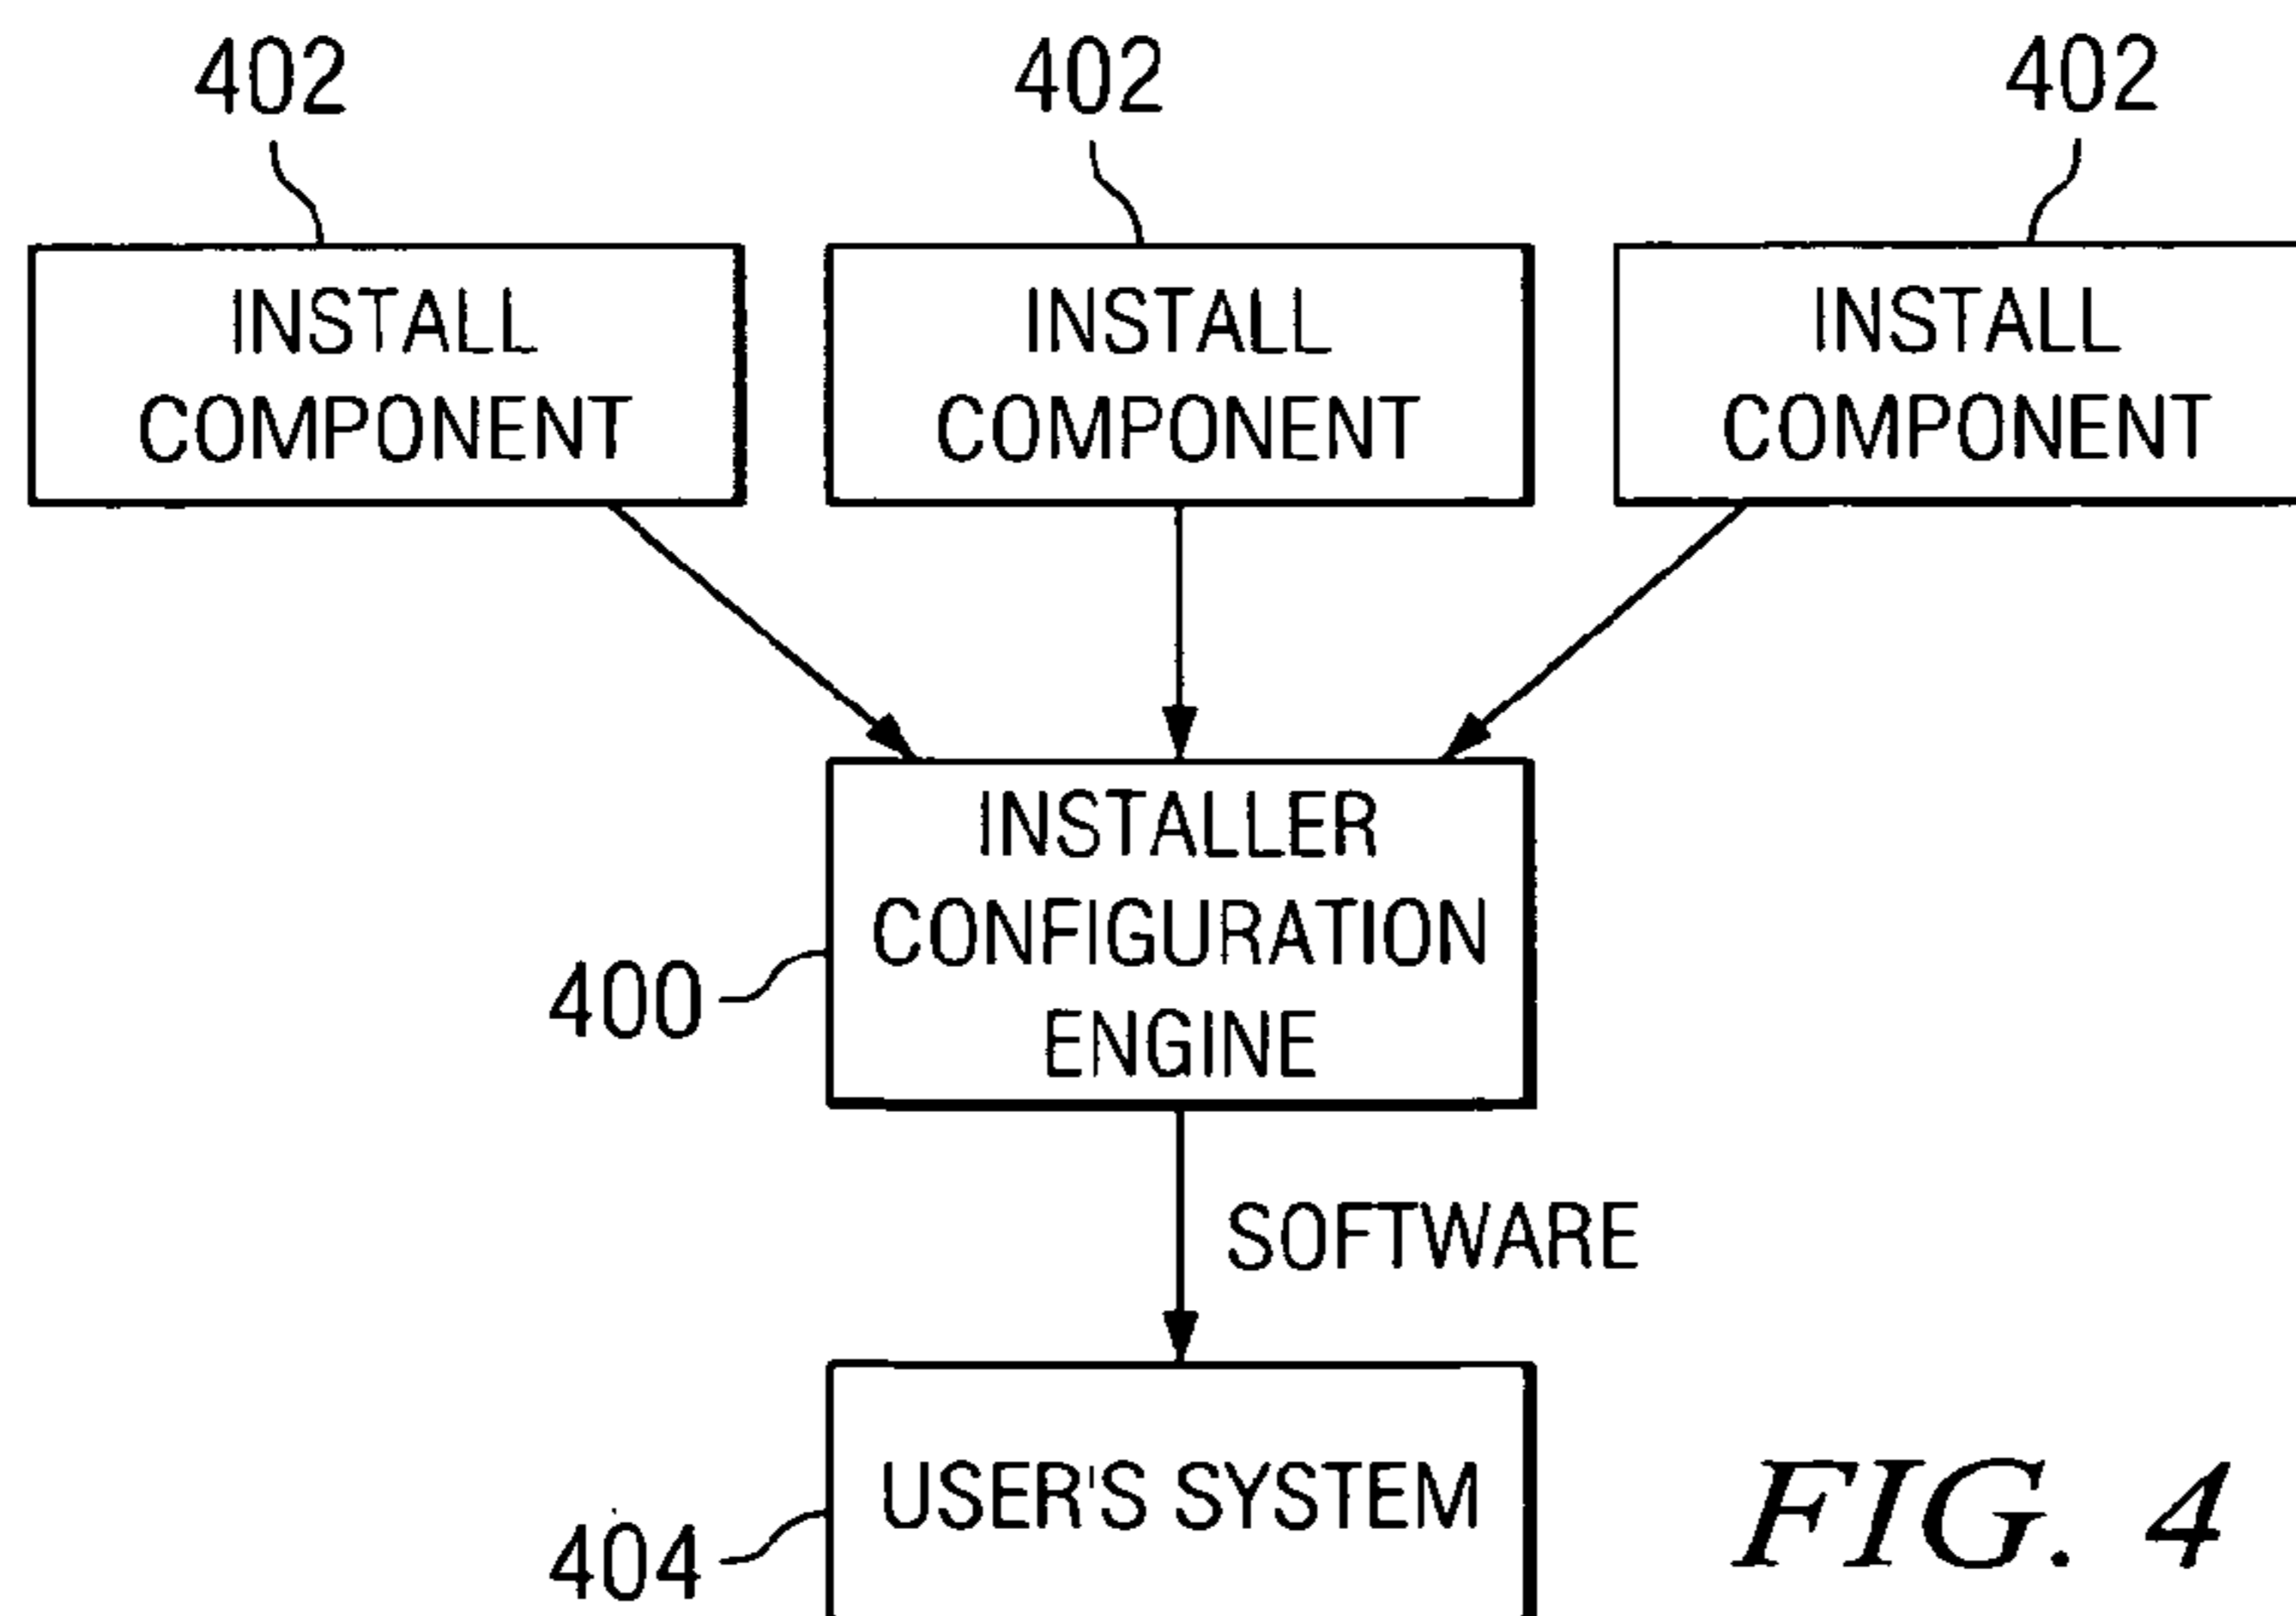 402
402
402
INSTALL
COMPONENT
INSTALL
COMPONENT
INSTALL
COMPONENT
INSTALLER
CONFIGURATION
ENGINE
400
SOFTWARE
USER'S SYSTEM
404
FIG. 4